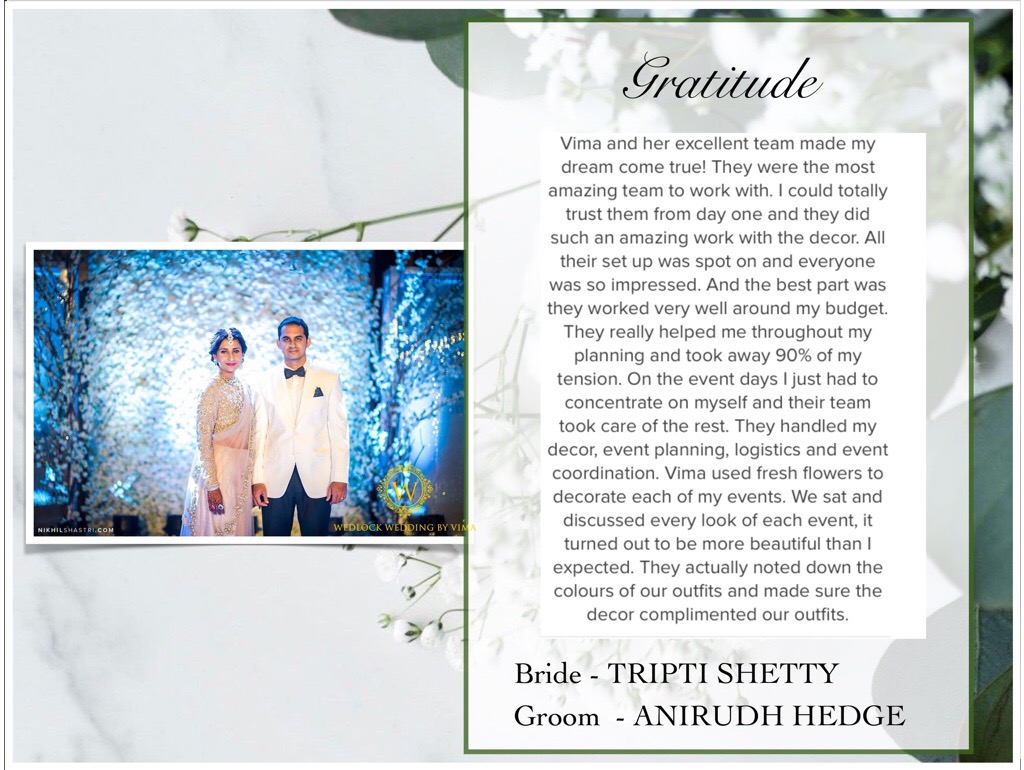 Gratitude
Vima and her excellent team made my
dream come true! They were the most
amazing team to work with. I could totally
trust them from day one and they did
such an amazing work with the decor. All
their set up was spot on and everyone
was so impressed. And the best part was
they worked very well around my budget.
They really helped me throughout my
planning and took away 90% of my
tension. On the event days I just had to
concentrate on myself and their team
took care of the rest. They handled my
decor, event planning, logistics and event
coordination. Vima used fresh flowers to
decorate each of my events. We sat and
discussed every look of each event, it
turned out to be more beautiful than I
expected. They actually noted down the
colours of our outfits and made sure the
decor complimented our outfits.
Bride - TRIPTI SHETTY
Groom - ANIRUDH HEDGE
W
WEDLOCK WEDDING BY VIMA
NIKHILSHASTRI.COM